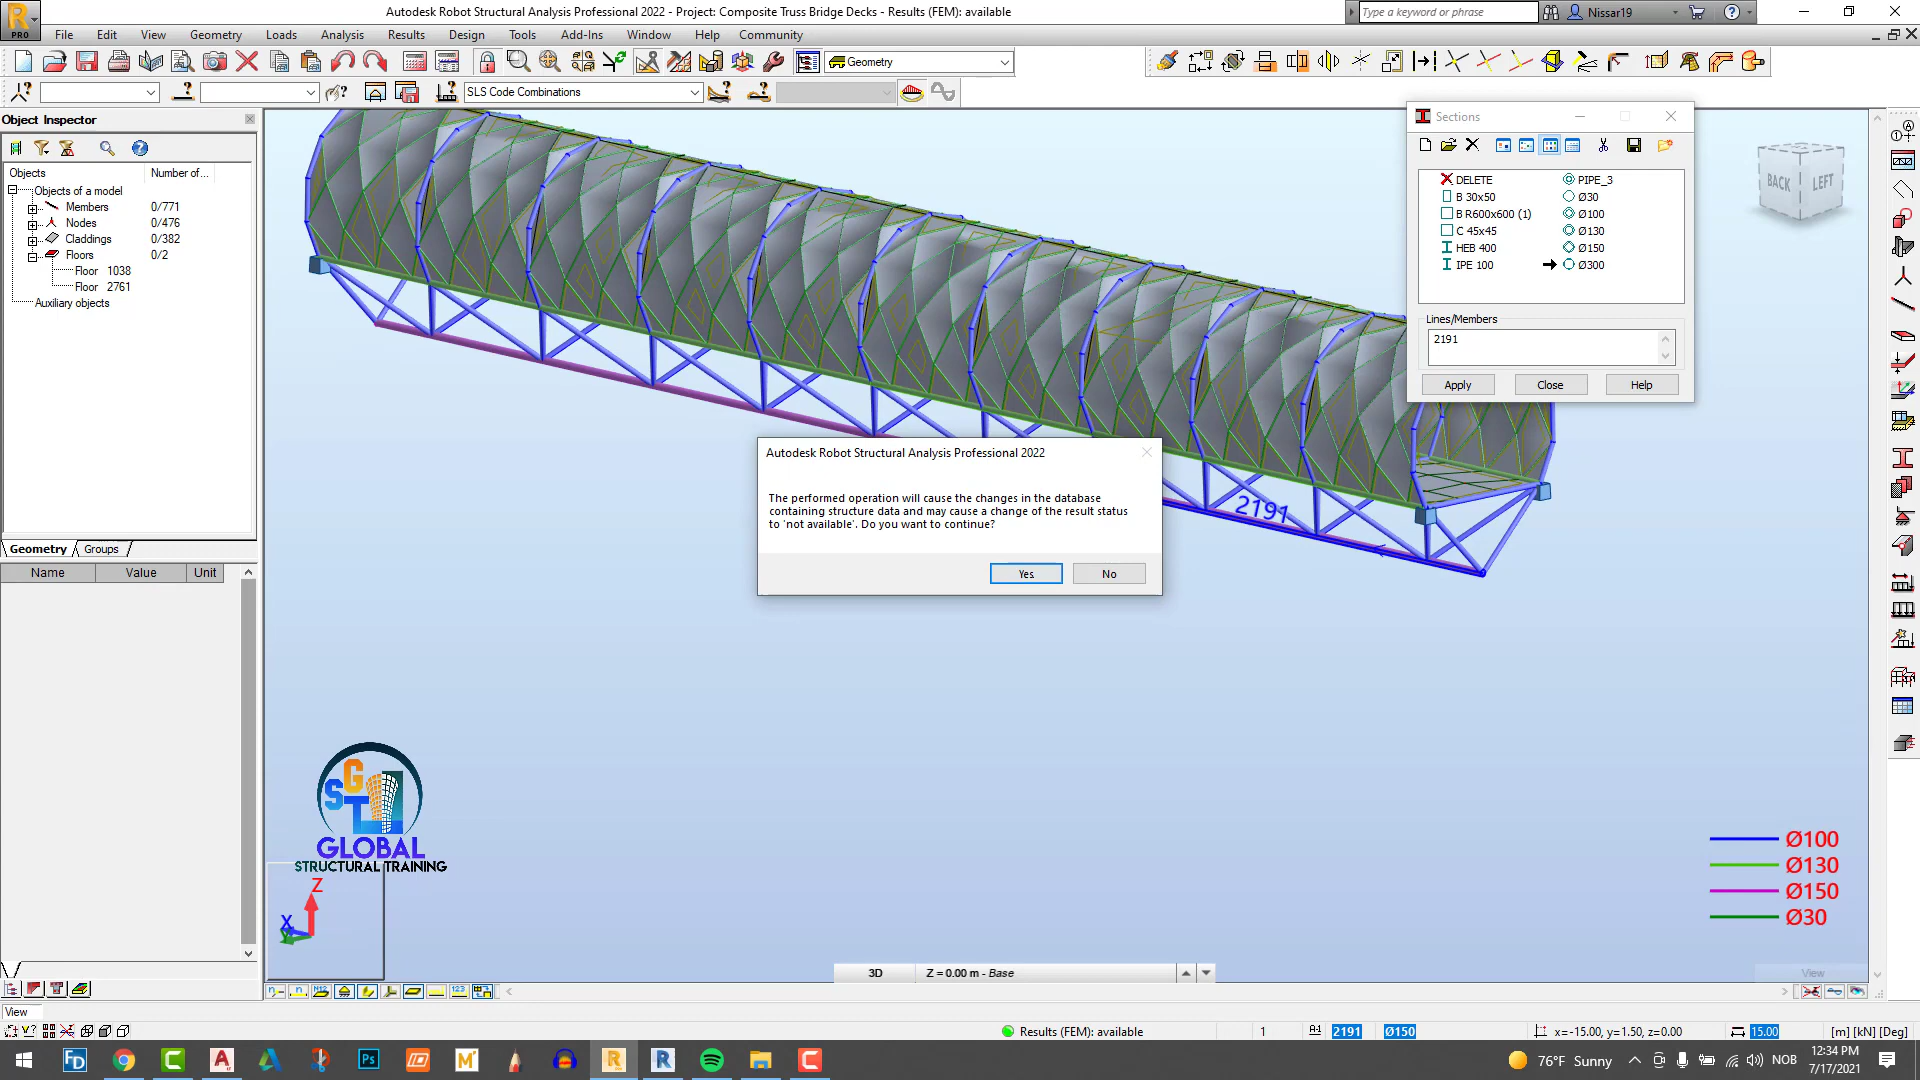 PRO
Autodesk Robot Structural Analysis Professional 2022 - Project: Composite Truss Bridge Decks - Results (FEM): available
Type a keyword or phrase
Nissar19
File Edit View Geometry Loads Analysis Results Design Tools Add-Ins Window Help Community
Geometry
SLS Code Combinations
Object Inspector
Objects Number of...
Objects of a model
Members 0/771
Nodes 0/476
Claddings 0/382
Floors 0/2
Floor 1038
Floor 2761
Auxiliary objects
Geometry Groups
Name Value Unit
Sections
DELETE
B 30x50
B R600x600 (1)
C 45x45
HEB 400
IPE 100
PIPE_3
Ø30
Ø100
Ø130
Ø150
Ø300
Lines/Members
2191
Apply Close Help
BACK LEFT
Autodesk Robot Structural Analysis Professional 2022
The performed operation will cause the changes in the database
containing structure data and may cause a change of the result status
to 'not available'. Do you want to continue?
Yes No
2191
SGT
GLOBAL
STRUCTURAL TRAINING
Z
X
Y
Ø100
Ø130
Ø150
Ø30
3D Z = 0.00 m - Base
View
View
Results (FEM): available 1 2191 Ø150 x=-15.00, y=1.50, z=0.00 15.00 [m] [kN] [Deg]
76°F Sunny NOB 12:34 PM
7/17/2021